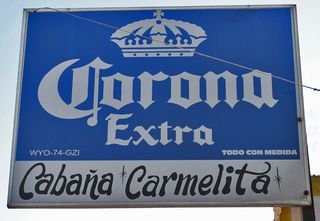 Corona
Extra
WYO-74-GZI TODO CON MEDIDA
Cabaña Carmelita